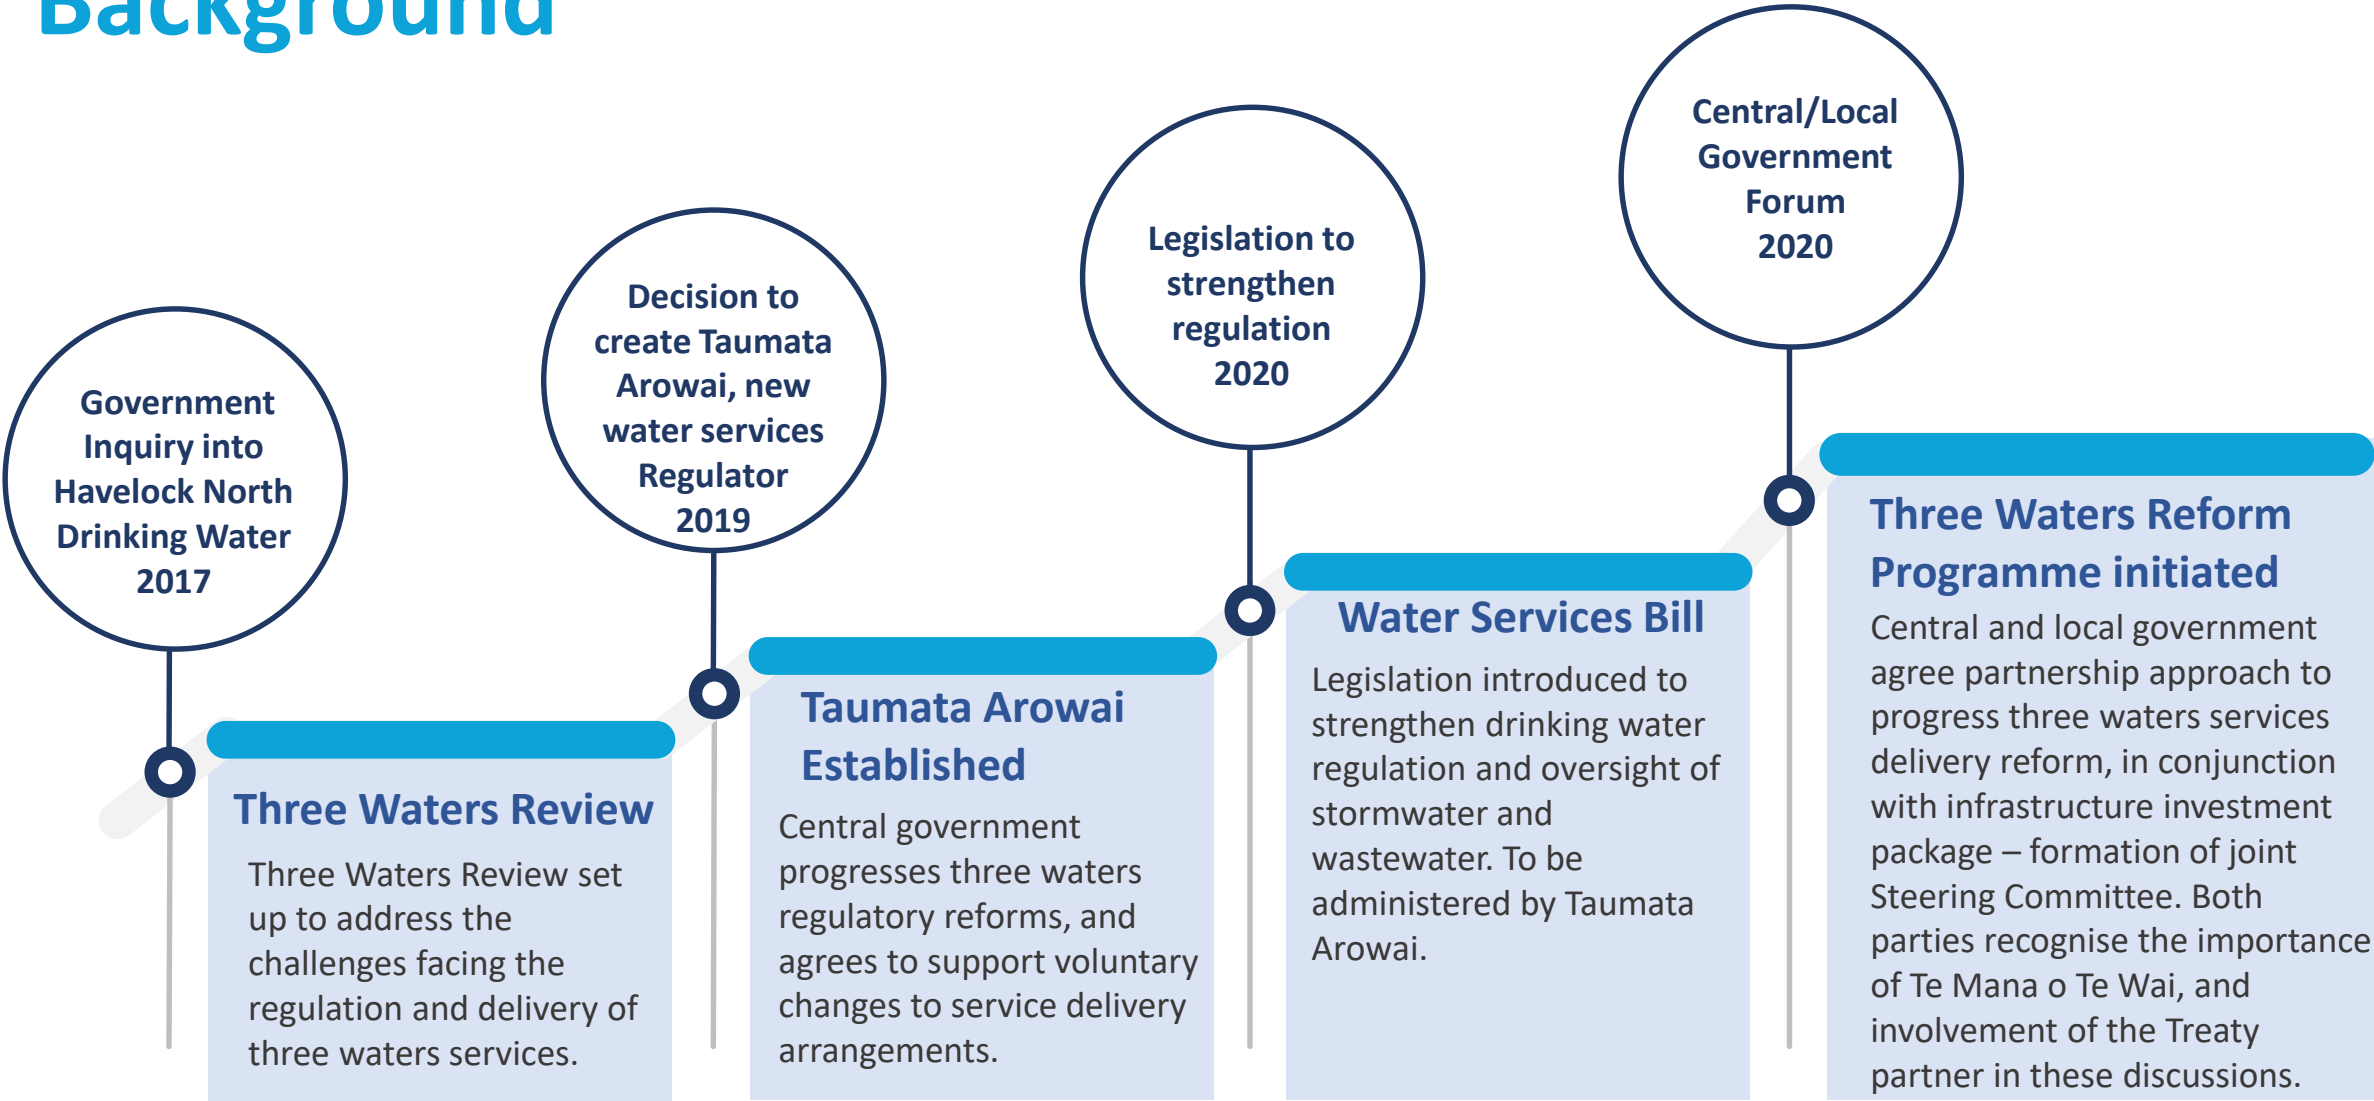 Background
Government
Inquiry into
Havelock North
Drinking Water
2017
Three Waters Review
Three Waters Review set
up to address the
challenges facing the
regulation and delivery of
three waters services.
Decision to
create Taumata
Arowai, new
water services
Regulator
2019
Taumata Arowai
Established
Central government
progresses three waters
regulatory reforms, and
agrees to support voluntary
changes to service delivery
arrangements.
Legislation to
strengthen
regulation
2020
Water Services Bill
Legislation introduced to
strengthen drinking water
regulation and oversight of
stormwater and
wastewater. To be
administered by Taumata
Arowai.
Central/Local
Government
Forum
2020
Three Waters Reform
Programme initiated
Central and local government
agree partnership approach to
progress three waters services
delivery reform, in conjunction
with infrastructure investment
package – formation of joint
Steering Committee. Both
parties recognise the importance
of Te Mana o Te Wai, and
involvement of the Treaty
partner in these discussions.